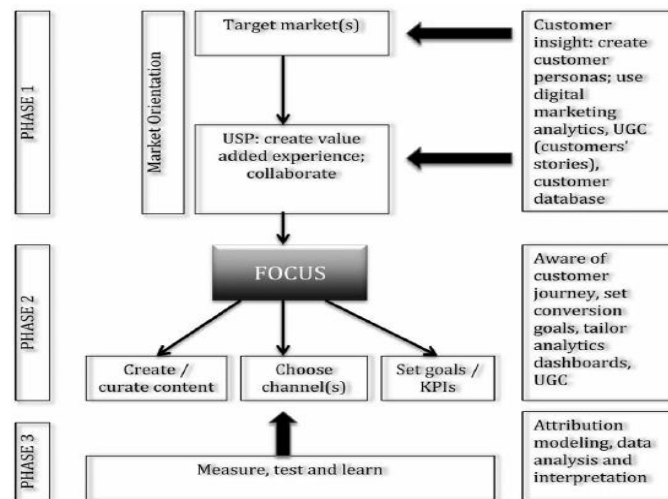 PHASE 1
Market Orientation
Target market(s)
USP: create value
added experience;
collaborate
Customer
insight: create
customer
personas; use
digital
marketing
analytics, UGC
(customers'
stories),
customer
database
PHASE 2
FOCUS
Create /
curate content
Choose
channel(s)
Set goals /
KPIs
Aware of
customer
journey, set
conversion
goals, tailor
analytics
dashboards,
UGC
PHASE 3
Measure, test and learn
Attribution
modeling, data
analysis and
interpretation